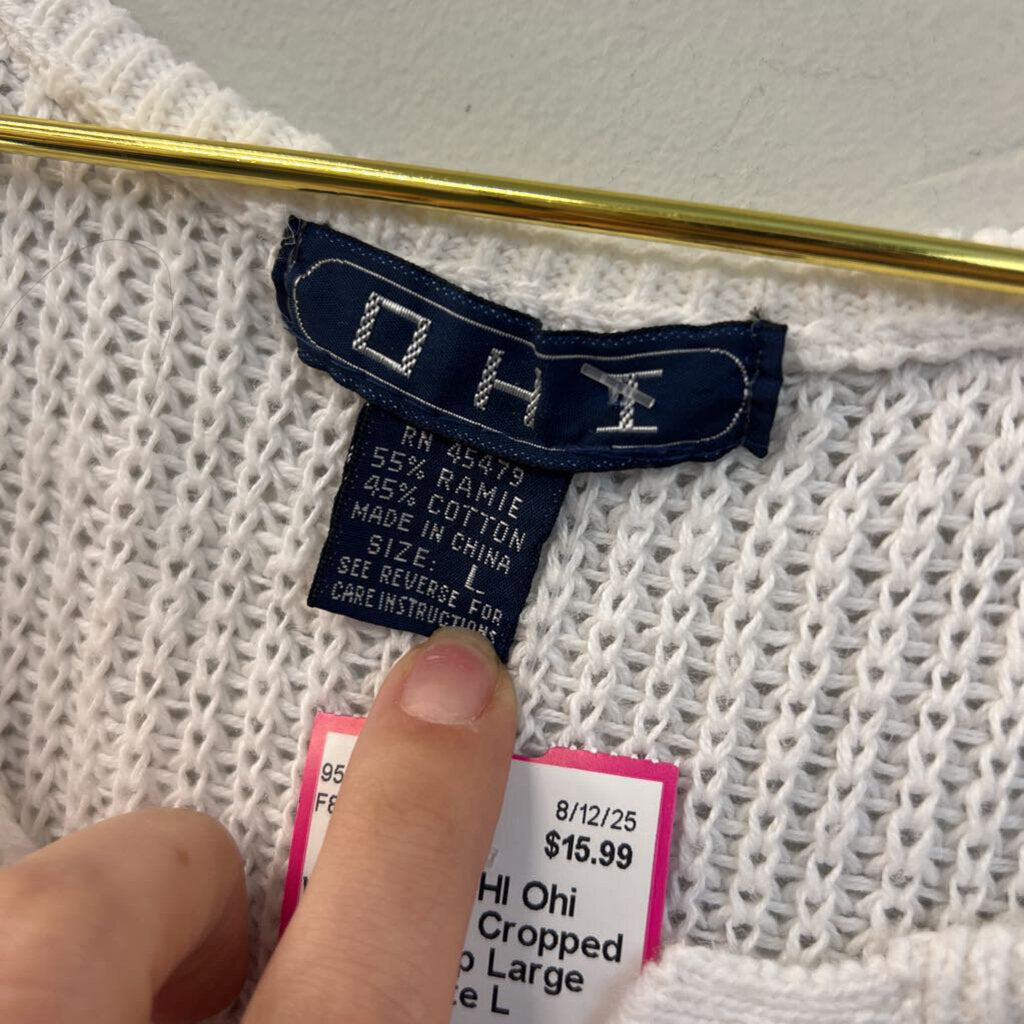 OHI
RN 45479
55% RAMIE
45% COTTON
MADE IN CHINA
SIZE: L
SEE REVERSE FOR
CARE INSTRUCTIONS
95
8/12/25
$15.99
HI Ohi
Cropped
Large
L